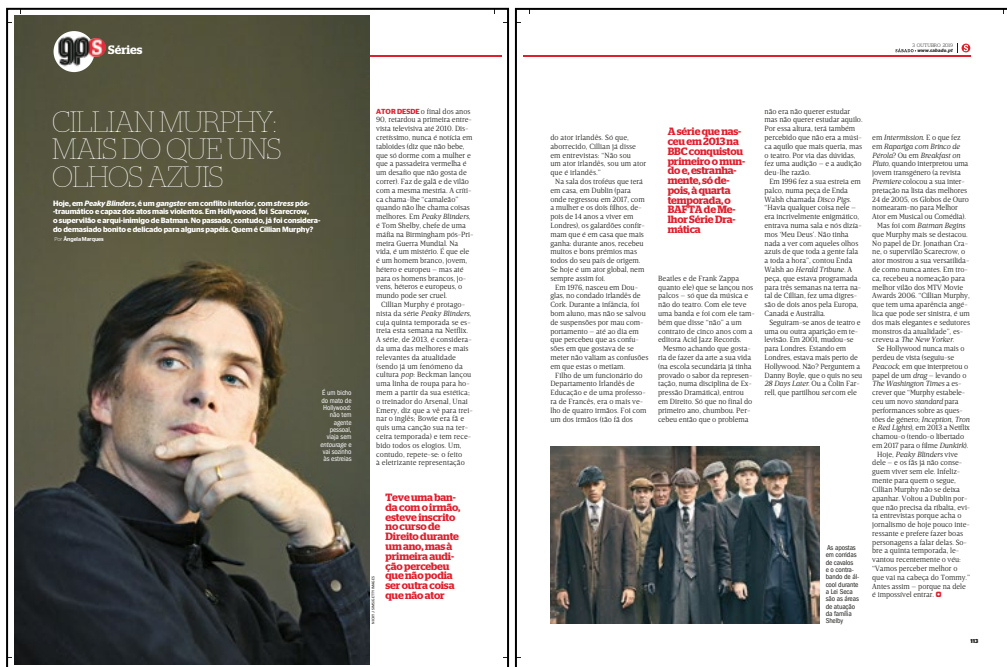 gps Séries
CILLIAN MURPHY:
MAIS DO QUE UNS
OLHOS AZUIS
Hoje, em Peaky Blinders, é um gangster em conflito interior, com stress pós-
-traumático e capaz dos atos mais violentos. Em Hollywood, foi Scarecrow,
o supervilão e arqui-inimigo de Batman. No passado, contudo, já foi considera-
do demasiado bonito e delicado para alguns papéis. Quem é Cillian Murphy?
Por Ângela Marques
É um bicho
do mato de
Hollywood:
não tem
agente
pessoal,
viaja sem
entourage e
vai sozinho
às estreias
ATOR DESDE o final dos anos
90, retardou a primeira entre-
vista televisiva até 2010. Dis-
cretíssimo, nunca é notícia em
tabloides (diz que não bebe,
que só dorme com a mulher e
que a passadeira vermelha é
um desafio que não gosta de
correr). Faz de galã e de vilão
com a mesma mestria. A críti-
ca chama-lhe "camaleão"
quando não lhe chama coisas
melhores. Em Peaky Blinders,
é Tom Shelby, chefe de uma
máfia na Birmingham pós-Pri-
meira Guerra Mundial. Na
vida, é um mistério. É que ele
é um homem branco, jovem,
hétero e europeu – mas até
para os homens brancos, jo-
vens, héteros e europeus, o
mundo pode ser cruel.
Cillian Murphy é protago-
nista da série Peaky Blinders,
cuja quinta temporada se es-
treia esta semana na Netflix.
A série, de 2013, é considera-
da uma das melhores e mais
relevantes da atualidade
(sendo já um fenómeno da
cultura pop: Beckman lançou
uma linha de roupa para ho-
mem a partir da sua estética;
o treinador do Arsenal, Unai
Emery, diz que a vê para trei-
nar o inglês; Bowie era fã e
quis uma canção sua na ter-
ceira temporada) e tem rece-
bido todos os elogios. Um,
contudo, repete-se: o feito
à eletrizante representação
Teve uma ban-
da com o irmão,
esteve inscrito
no curso de
Direito durante
um ano, mas à
primeira audi-
ção percebeu
que não podia
ser outra coisa
que não ator
3 OUTUBRO 2019
SÁBADO · www.sabado.pt
S
do ator irlandês. Só que,
aborrecido, Cillian já disse
em entrevistas: "Não sou
um ator irlandês, sou um ator
que é irlandês."
Na sala dos troféus que terá
em casa, em Dublin (para
onde regressou em 2017, com
a mulher e os dois filhos, de-
pois de 14 anos a viver em
Londres), os galardões confir-
mam que é em casa que mais
ganha: durante anos, recebeu
muitos e bons prémios mas
todos do seu país de origem.
Se hoje é um ator global, nem
sempre assim foi.
Em 1976, nasceu em Dou-
glas, no condado irlandês de
Cork. Durante a infância, foi
bom aluno, mas não se salvou
de suspensões por mau com-
portamento – até ao dia em
que percebeu que as confu-
sões em que gostava de se
meter não valiam as confusões
em que estas o metiam.
Filho de um funcionário do
Departamento Irlandês de
Educação e de uma professo-
ra de Francês, era o mais ve-
lho de quatro irmãos. Foi com
um dos irmãos (tão fã dos
A série que nas-
ceu em 2013 na
BBC conquistou
primeiro o mun-
do e, estranha-
mente, só de-
pois, à quarta
temporada, o
BAFTA de Me-
lhor Série Dra-
mática
Beatles e de Frank Zappa
quanto ele) que se lançou nos
palcos – só que da música e
não do teatro. Com ele teve
uma banda e foi com ele tam-
bém que disse "não" a um
contrato de cinco anos com a
editora Acid Jazz Records.
Mesmo achando que gosta-
ria de fazer da arte a sua vida
(na escola secundária já tinha
provado o sabor da represen-
tação, numa disciplina de Ex-
pressão Dramática), entrou
em Direito. Só que no final do
primeiro ano, chumbou. Per-
cebeu então que o problema
não era não querer estudar
mas não querer estudar aquilo.
Por essa altura, terá também
percebido que não era a músi-
ca aquilo que mais queria, mas
o teatro. Por via das dúvidas,
fez uma audição – e a audição
deu-lhe razão.
Em 1996 fez a sua estreia em
palco, numa peça de Enda
Walsh chamada Disco Pigs.
"Havia qualquer coisa nele –
era incrivelmente enigmático,
entrava numa sala e nós dizía-
mos 'Meu Deus'. Não tinha
nada a ver com aqueles olhos
azuis de que toda a gente fala
a toda a hora", contou Enda
Walsh ao Herald Tribune. A
peça, que estava programada
para três semanas na terra na-
tal de Cillian, fez uma digres-
são de dois anos pela Europa,
Canadá e Austrália.
Seguiram-se anos de teatro e
uma ou outra aparição em te-
levisão. Em 2001, mudou-se
para Londres. Estando em
Londres, estava mais perto de
Hollywood. Não? Perguntem a
Danny Boyle, que o quis no seu
28 Days Later. Ou a Colin Far-
rell, que partilhou set com ele
em Intermission. E o que fez
em Rapariga com Brinco de
Pérola? Ou em Breakfast on
Pluto, quando interpretou uma
jovem transgénero (a revista
Premiere colocou a sua inter-
pretação na lista das melhores
24 de 2005, os Globos de Ouro
nomearam-no para Melhor
Ator em Musical ou Comédia).
Mas foi com Batman Begins
que Murphy mais se destacou.
No papel de Dr. Jonathan Cra-
ne, o supervilão Scarecrow, o
ator mostrou a sua versatilida-
de como nunca antes. Em tro-
ca, recebeu a nomeação para
melhor vilão dos MTV Movie
Awards 2006. "Cillian Murphy,
que tem uma aparência angé-
lica que pode ser sinistra, é um
dos mais elegantes e sedutores
monstros da atualidade", es-
creveu a The New Yorker.
Se Hollywood nunca mais o
perdeu de vista (seguiu-se
Peacock, em que interpretou o
papel de um drag – levando o
The Washington Times a es-
crever que "Murphy estabele-
ceu um novo standard para
performances sobre as ques-
tões de género; Inception, Tron
e Red Lights), em 2013 a Netflix
chamou-o (tendo-o libertado
em 2017 para o filme Dunkirk).
Hoje, Peaky Blinders vive
dele – e os fãs já não conse-
guem viver sem ele. Infeliz-
mente para quem o segue,
Cillian Murphy não se deixa
apanhar. Voltou a Dublin por-
que não precisa da ribalta, evi-
ta entrevistas porque acha o
jornalismo de hoje pouco inte-
ressante e prefere fazer boas
personagens a falar delas. So-
bre a quinta temporada, le-
vantou recentemente o véu:
"Vamos perceber melhor o
que vai na cabeça do Tommy."
Antes assim – porque na dele
é impossível entrar.
As apostas
em corridas
de cavalos
e o contra-
bando de ál-
cool durante
a Lei Seca
são as áreas
de atuação
da família
Shelby
113